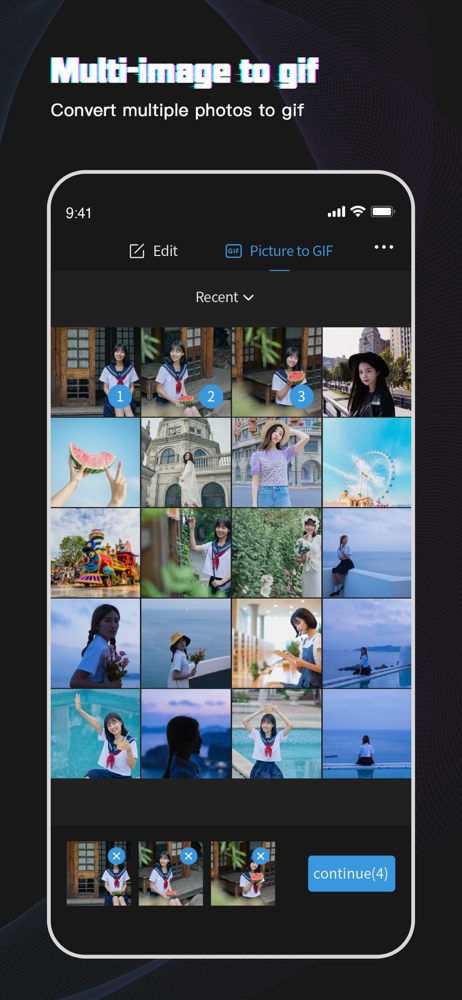 Multi-image to gif
Convert multiple photos to gif
9:41
Edit
GIF
Picture to GIF
Recent
1
2
3
continue(4)